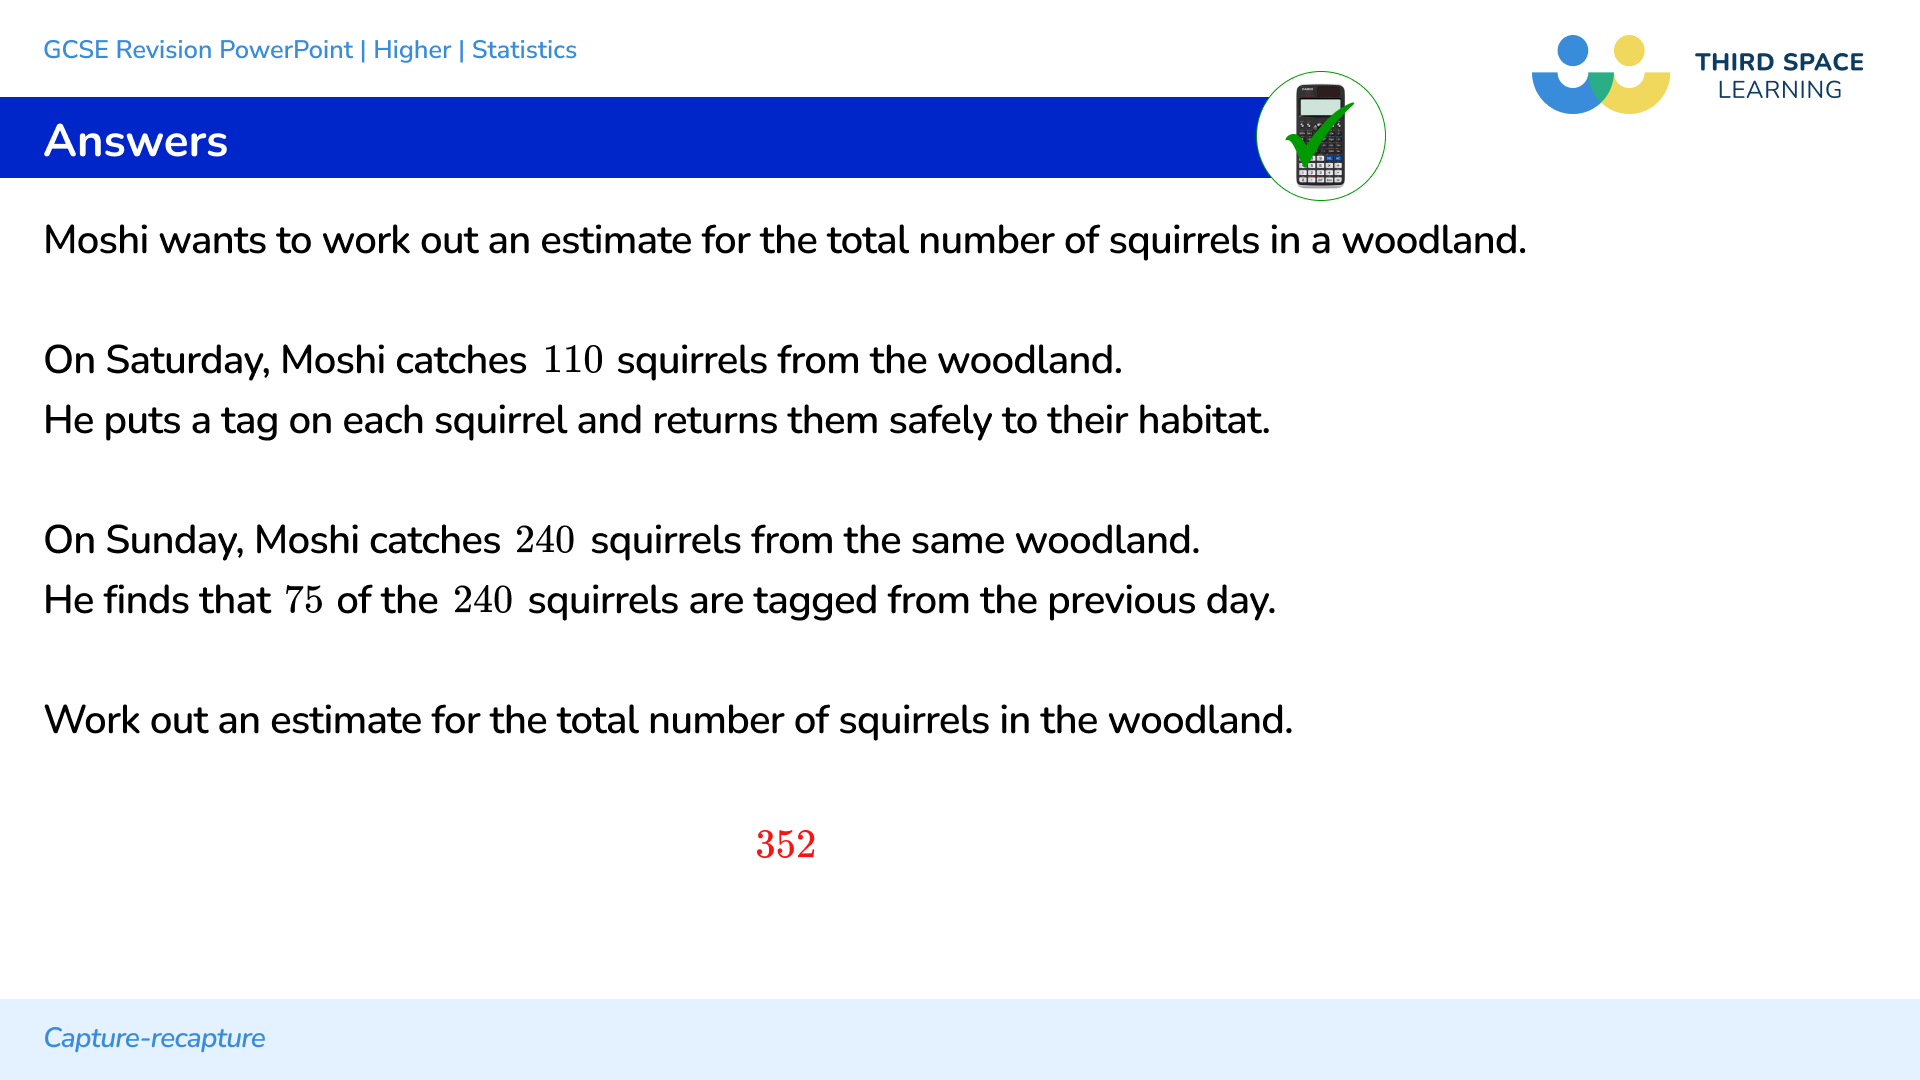 GCSE Revision PowerPoint | Higher | Statistics
THIRD SPACE
LEARNING
Answers
Moshi wants to work out an estimate for the total number of squirrels in a woodland.
On Saturday, Moshi catches 110 squirrels from the woodland.
He puts a tag on each squirrel and returns them safely to their habitat.
On Sunday, Moshi catches 240 squirrels from the same woodland.
He finds that 75 of the 240 squirrels are tagged from the previous day.
Work out an estimate for the total number of squirrels in the woodland.
352
Capture-recapture